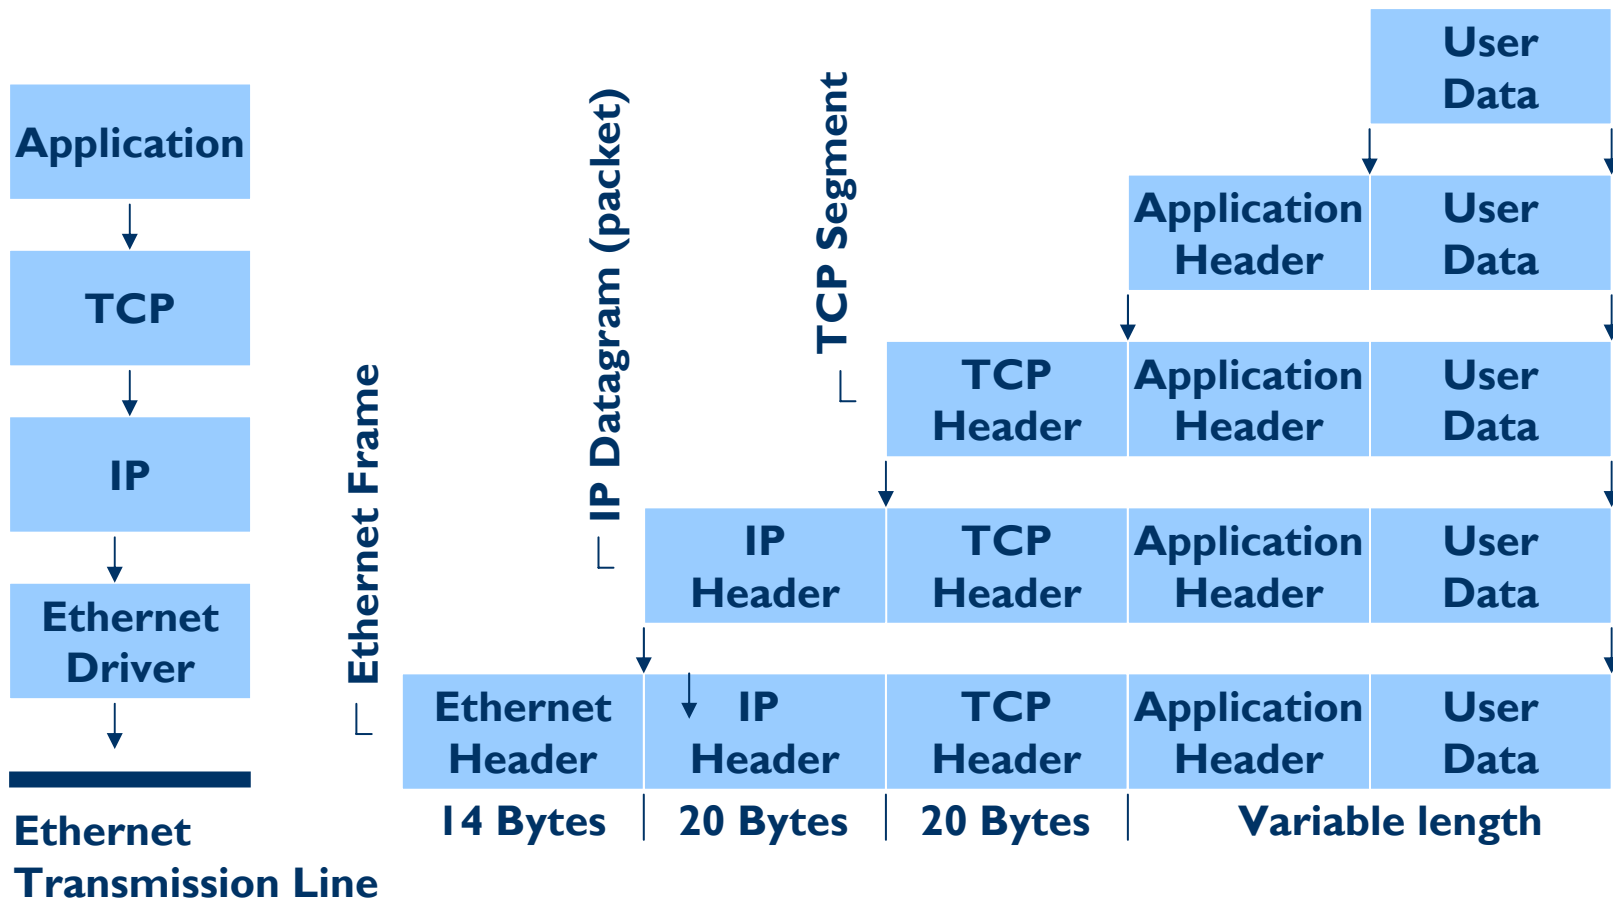 Application
TCP
IP
Ethernet
Driver
Ethernet
Transmission Line
Ethernet Frame
IP Datagram (packet)
TCP Segment
User
Data
Application
Header
User
Data
TCP
Header
Application
Header
User
Data
IP
Header
TCP
Header
Application
Header
User
Data
Ethernet
Header
IP
Header
TCP
Header
Application
Header
User
Data
14 Bytes
20 Bytes
20 Bytes
Variable length